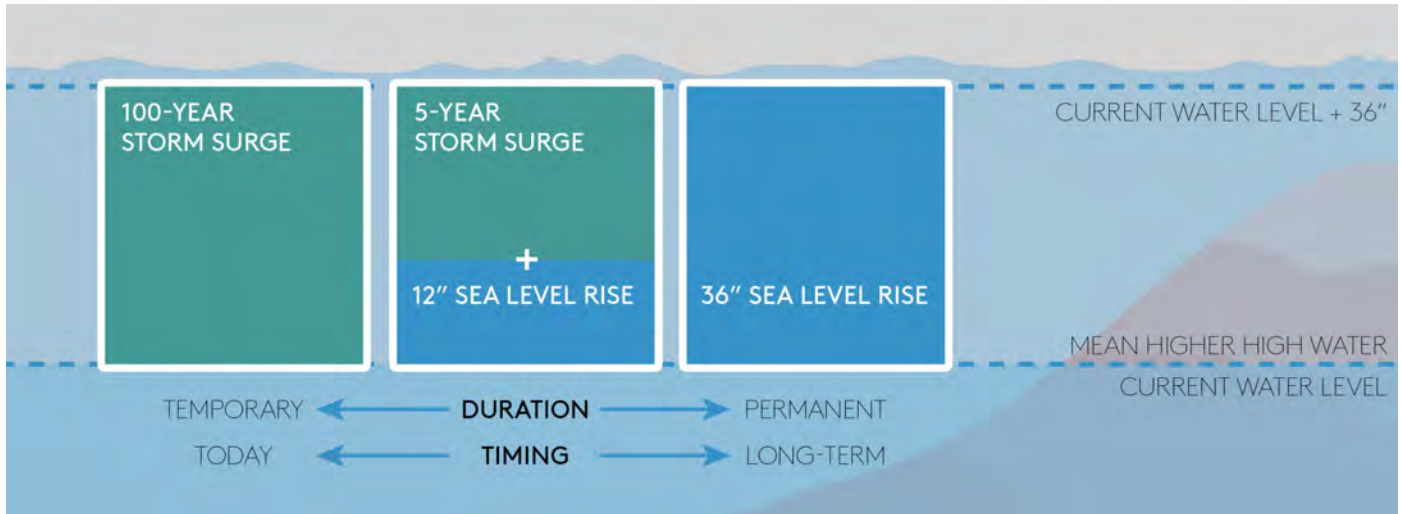 100-YEAR
STORM SURGE
5-YEAR
STORM SURGE
+
12” SEA LEVEL RISE
36” SEA LEVEL RISE
CURRENT WATER LEVEL + 36”
MEAN HIGHER HIGH WATER
CURRENT WATER LEVEL
TEMPORARY DURATION PERMANENT
TODAY TIMING LONG-TERM